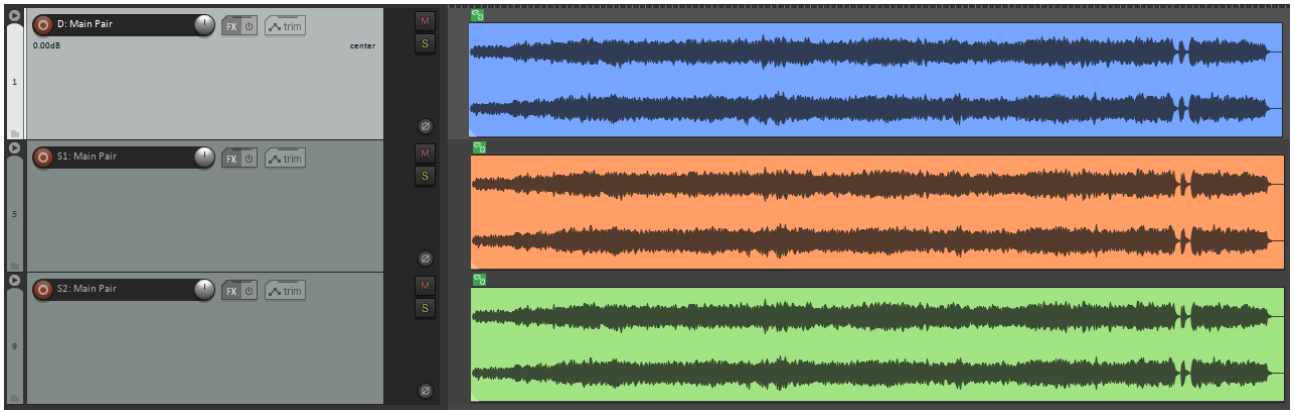 D: Main Pair FX trim M
0.00dB center S
1
S1: Main Pair FX trim M
S
5
S2: Main Pair FX trim M
S
9